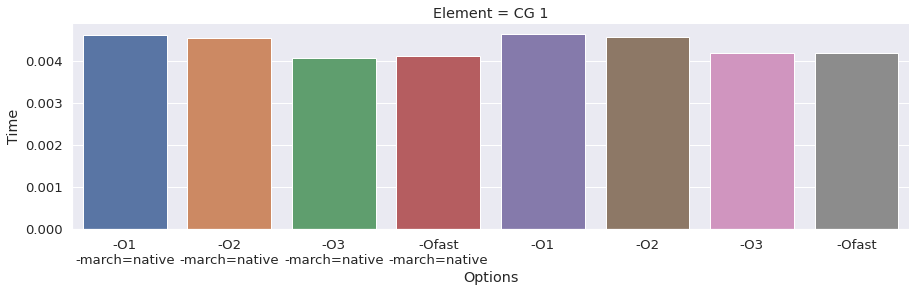 Element = CG 1
Time
0.004
0.003
0.002
0.001
0.000
-O1 -O2 -O3 -Ofast -O1 -O2 -O3 -Ofast
-march=native -march=native -march=native -march=native
Options